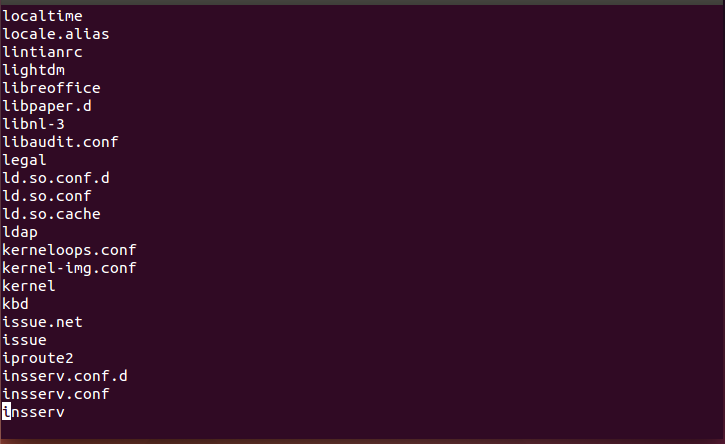 localtime
locale.alias
lintianrc
lightdm
libreoffice
libpaper.d
libnl-3
libaudit.conf
legal
ld.so.conf.d
ld.so.conf
ld.so.cache
ldap
kerneloops.conf
kernel-img.conf
kernel
kbd
issue.net
issue
iproute2
insserv.conf.d
insserv.conf
insserv